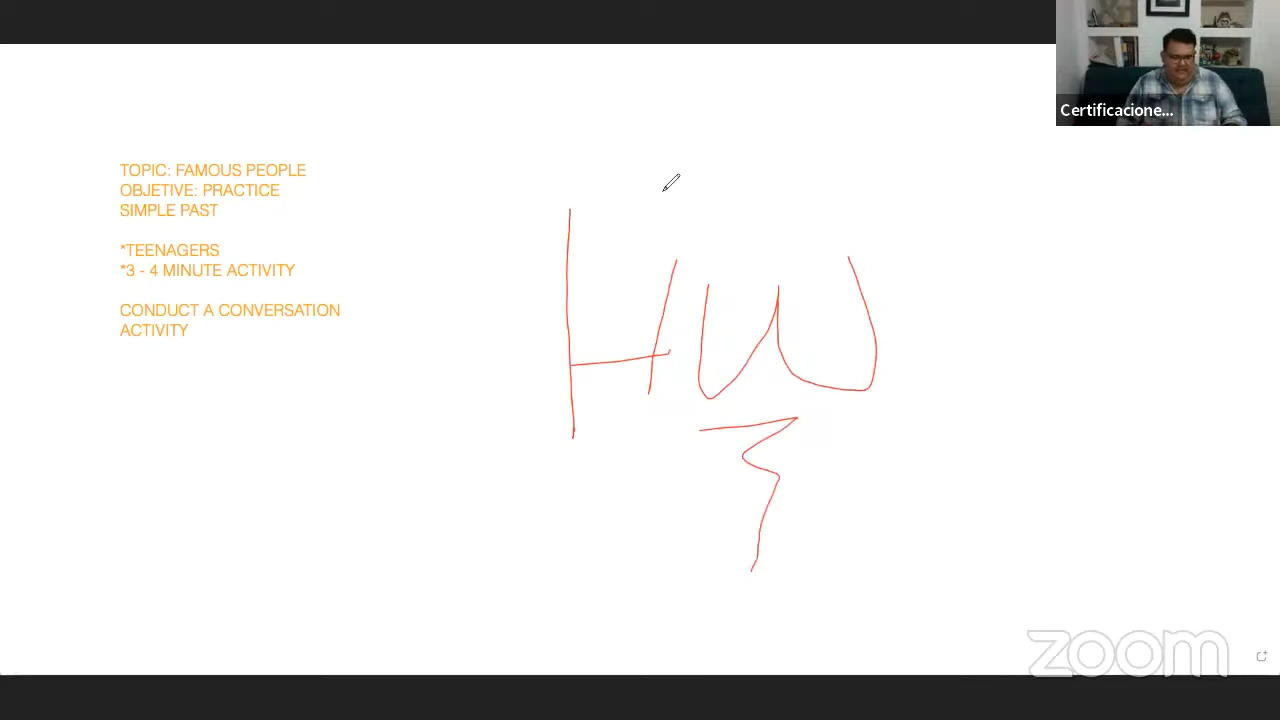 Certificacione...
TOPIC: FAMOUS PEOPLE
OBJETIVE: PRACTICE
SIMPLE PAST
*TEENAGERS
*3 - 4 MINUTE ACTIVITY
CONDUCT A CONVERSATION
ACTIVITY
HW
zoom